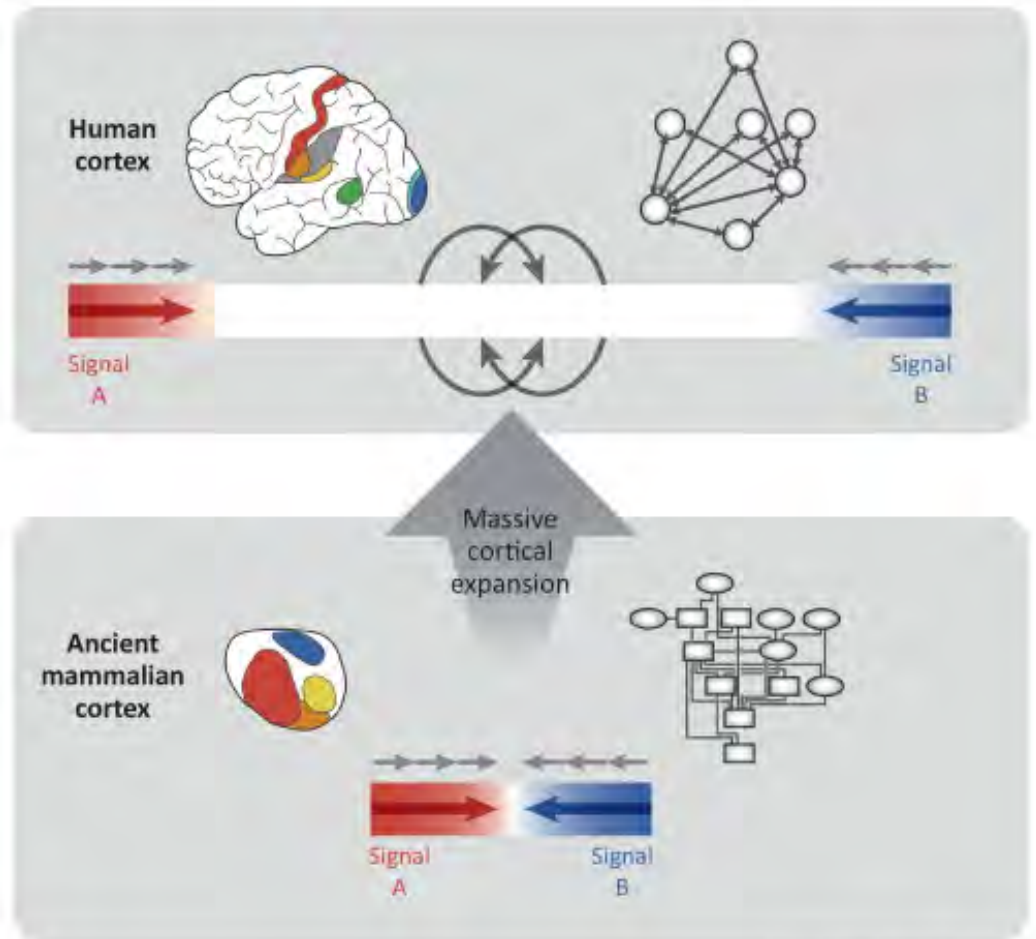 Human
cortex
Signal
A
Signal
B
Massive
cortical
expansion
Ancient
mammalian
cortex
Signal
A
Signal
B